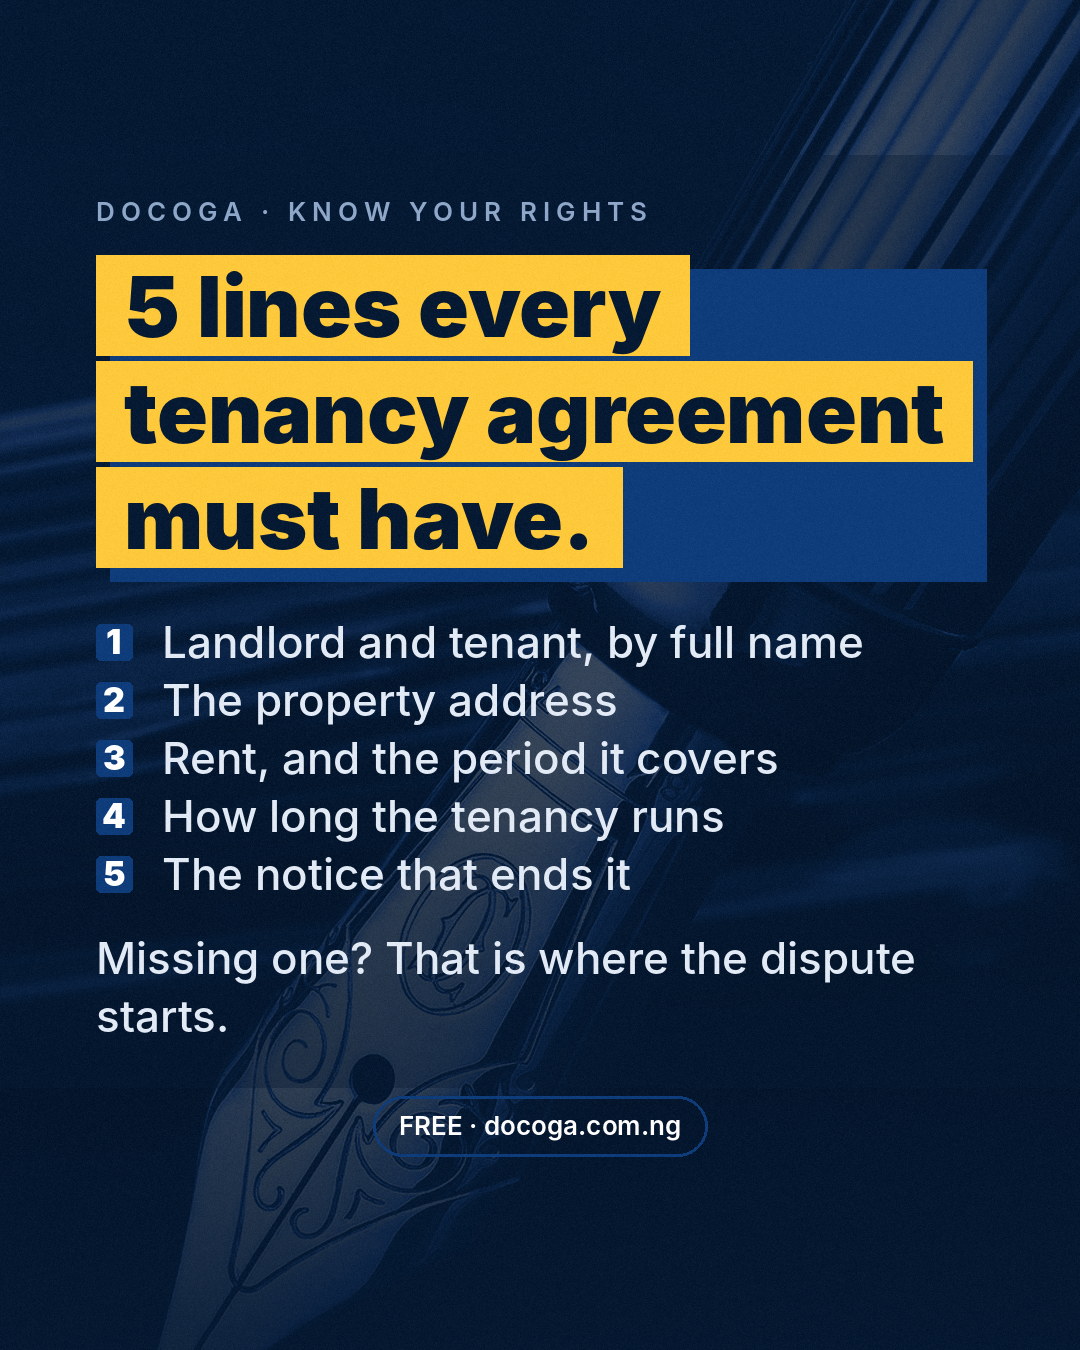 DOCOGA · KNOW YOUR RIGHTS
5 lines every
tenancy agreement
must have.
1 Landlord and tenant, by full name
2 The property address
3 Rent, and the period it covers
4 How long the tenancy runs
5 The notice that ends it
Missing one? That is where the dispute
starts.
FREE · docoga.com.ng